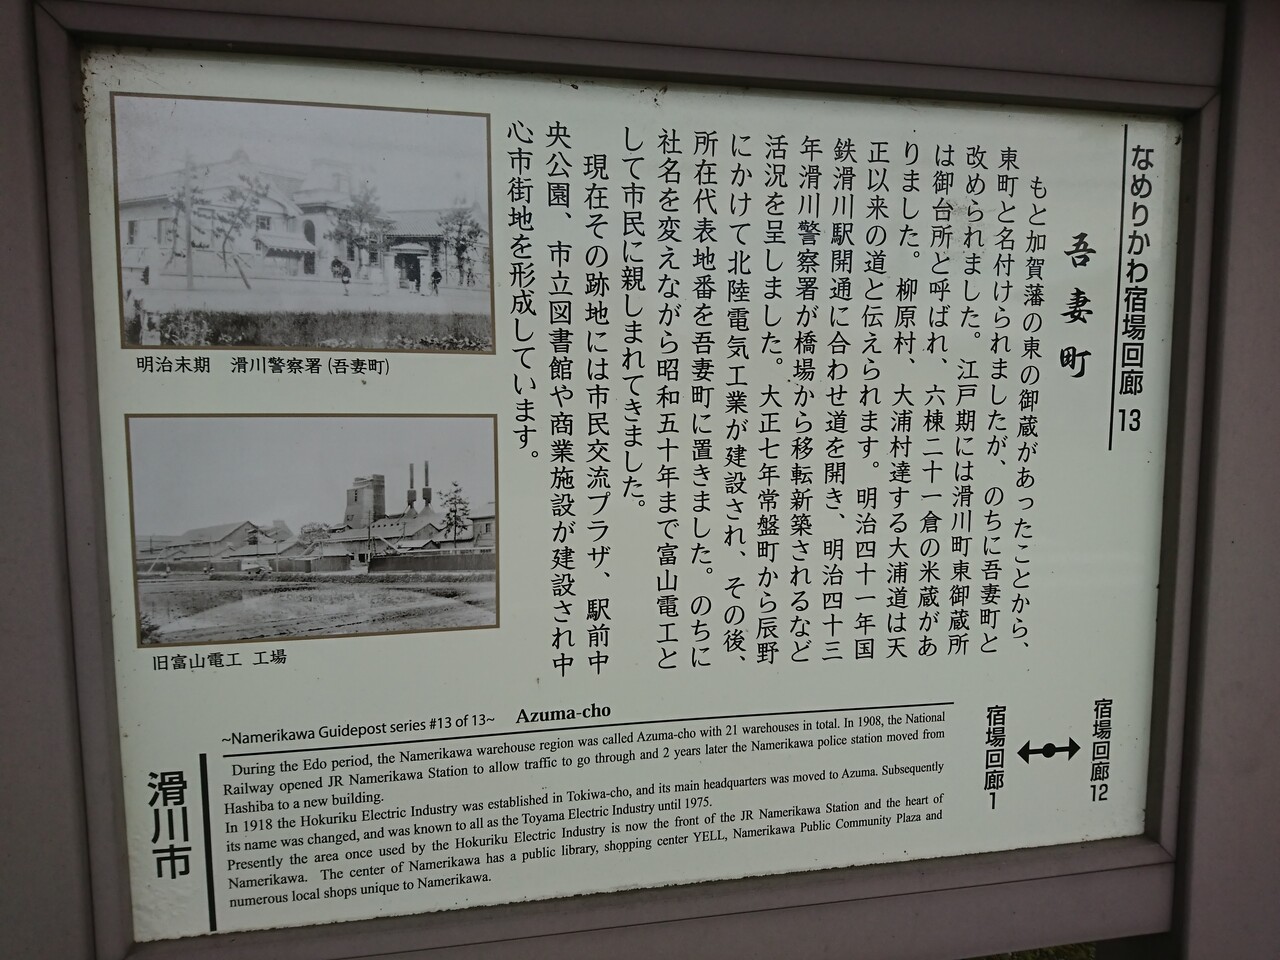 なめりかわ宿場回廊 13
吾妻町
もと加賀藩の東の御蔵があったことから、
東町と名付けられましたが、のちに吾妻町と
改められました。江戸期には滑川町東御蔵所
は御台所と呼ばれ、六棟二十一倉の米蔵があ
りました。柳原村、大浦村達する大浦道は天
正以来の道と伝えられます。明治四十一年国
鉄滑川駅開通に合わせ道を開き、明治四十三
年滑川警察署が橋場から移転新築されるなど
活況を呈しました。大正七年常盤町から辰野
にかけて北陸電気工業が建設され、その後、
所在代表地番を吾妻町に置きました。のちに
社名を変えながら昭和五十年まで富山電工と
して市民に親しまれてきました。
現在その跡地には市民交流プラザ、駅前中
央公園、市立図書館や商業施設が建設され中
心市街地を形成しています。
明治末期 滑川警察署(吾妻町)
旧富山電工 工場
宿場回廊12
宿場回廊1
~Namerikawa Guidepost series #13 of 13~ Azuma-cho
During the Edo period, the Namerikawa warehouse region was called Azuma-cho with 21 warehouses in total. In 1908, the National
Railway opened JR Namerikawa Station to allow traffic to go through and 2 years later the Namerikawa police station moved from
Hashiba to a new building.
In 1918 the Hokuriku Electric Industry was established in Tokiwa-cho, and its main headquarters was moved to Azuma. Subsequently
its name was changed, and was known to all as the Toyama Electric Industry until 1975.
Presently the area once used by the Hokuriku Electric Industry is now the front of the JR Namerikawa Station and the heart of
Namerikawa. The center of Namerikawa has a public library, shopping center YELL, Namerikawa Public Community Plaza and
numerous local shops unique to Namerikawa.
滑川市